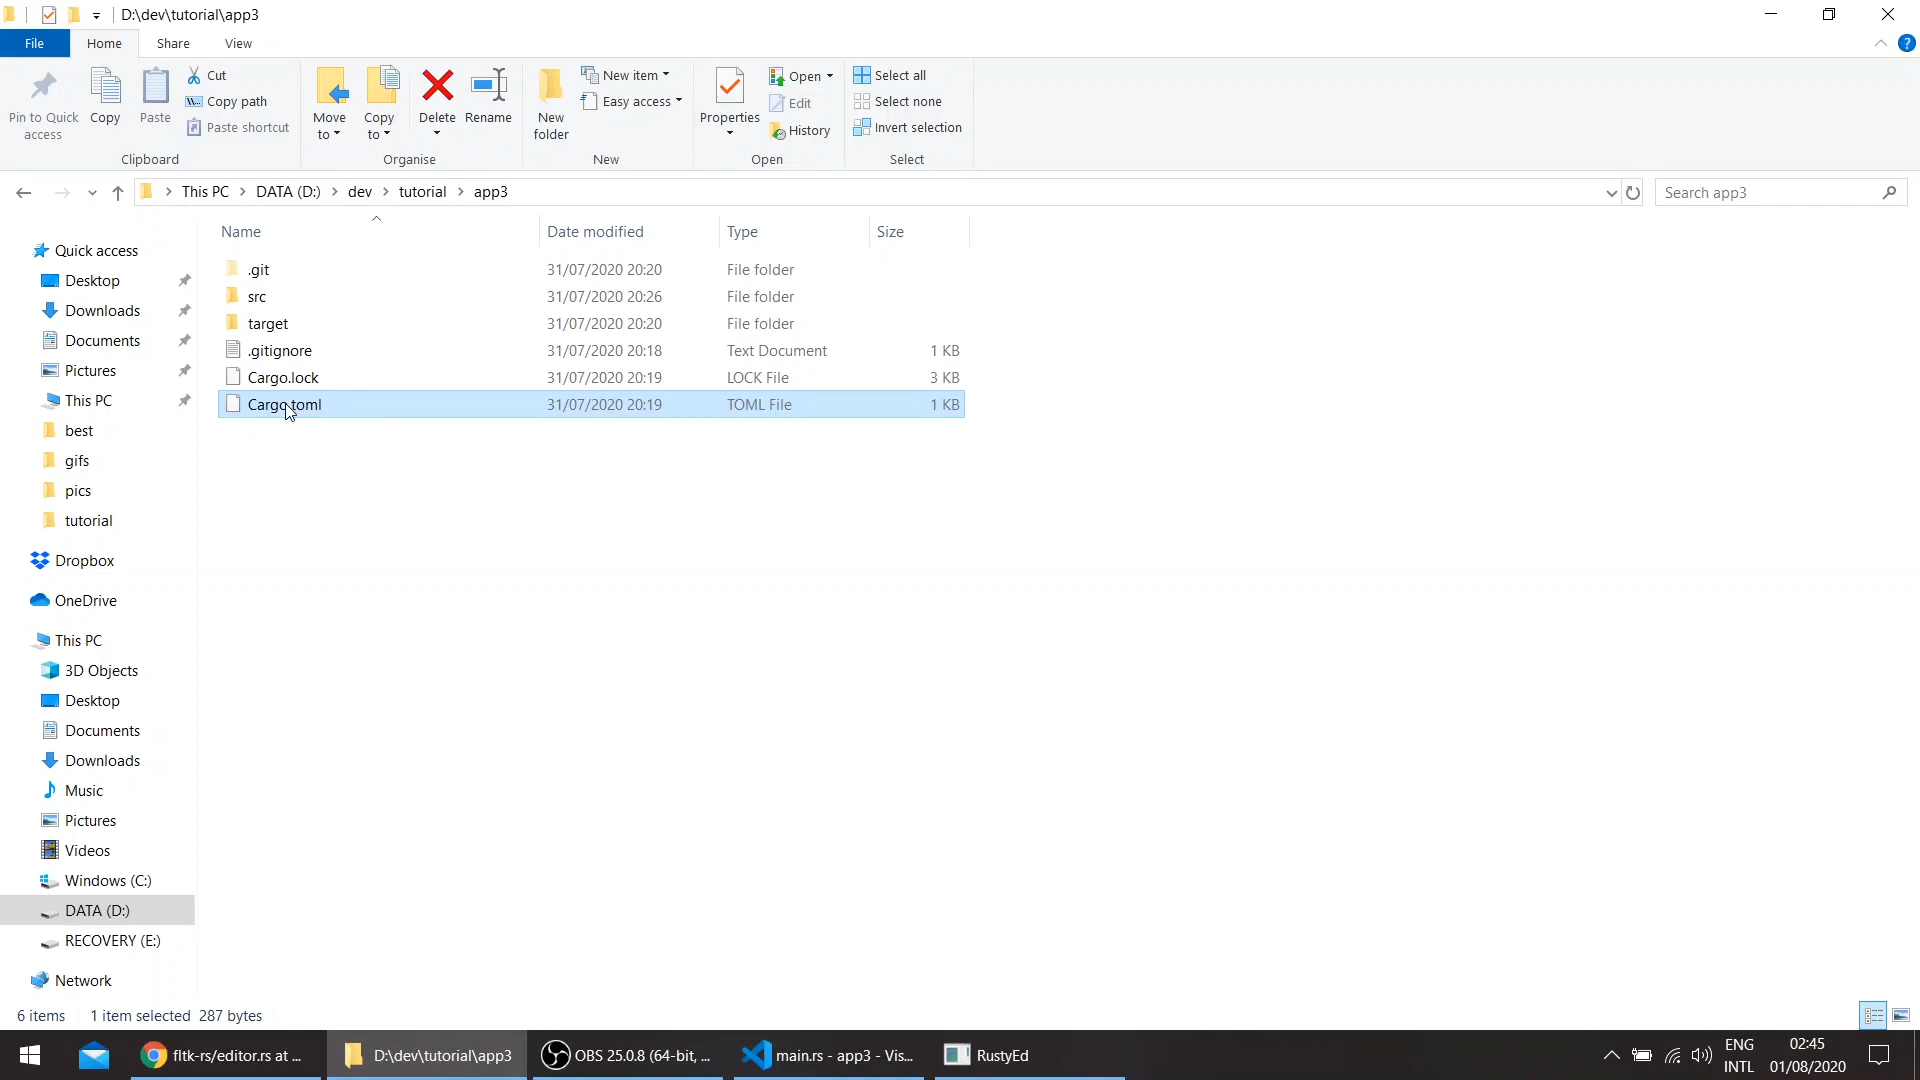 D:\dev\tutorial\app3
File Home Share View
Pin to Quick access
Copy
Paste
Cut
Copy path
Paste shortcut
Clipboard
Move to
Copy to
Delete
Rename
Organise
New folder
New item
Easy access
New
Properties
Open
Edit
History
Open
Select all
Select none
Invert selection
Select
This PC > DATA (D:) > dev > tutorial > app3
Search app3
Name Date modified Type Size
.git 31/07/2020 20:20 File folder
src 31/07/2020 20:26 File folder
target 31/07/2020 20:20 File folder
.gitignore 31/07/2020 20:18 Text Document 1 KB
Cargo.lock 31/07/2020 20:19 LOCK File 3 KB
Cargo.toml 31/07/2020 20:19 TOML File 1 KB
Quick access
Desktop
Downloads
Documents
Pictures
This PC
best
gifs
pics
tutorial
Dropbox
OneDrive
This PC
3D Objects
Desktop
Documents
Downloads
Music
Pictures
Videos
Windows (C:)
DATA (D:)
RECOVERY (E:)
Network
6 items 1 item selected 287 bytes
fltk-rs/editor.rs at ...
D:\dev\tutorial\app3
OBS 25.0.8 (64-bit, ...
main.rs - app3 - Vis...
RustyEd
ENG
INTL
02:45
01/08/2020